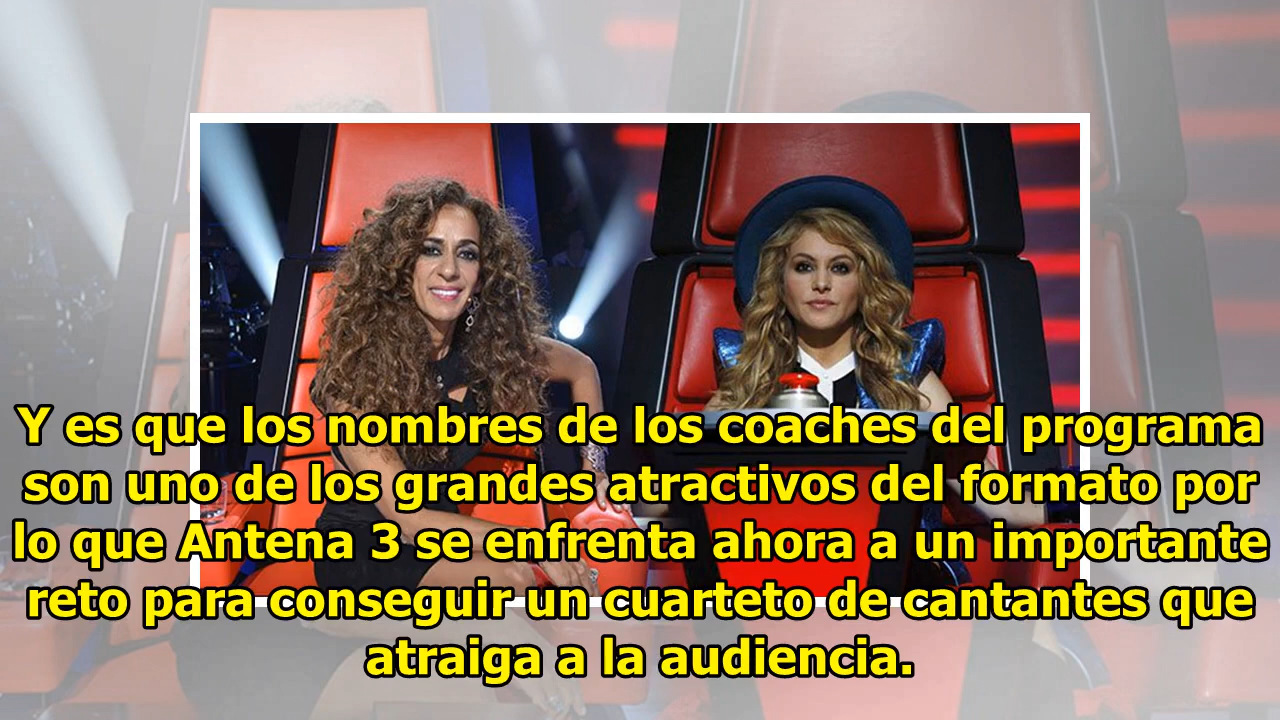 Y es que los nombres de los coaches del programa
son uno de los grandes atractivos del formato por
lo que Antena 3 se enfrenta ahora a un importante
reto para conseguir un cuarteto de cantantes que
atraiga a la audiencia.